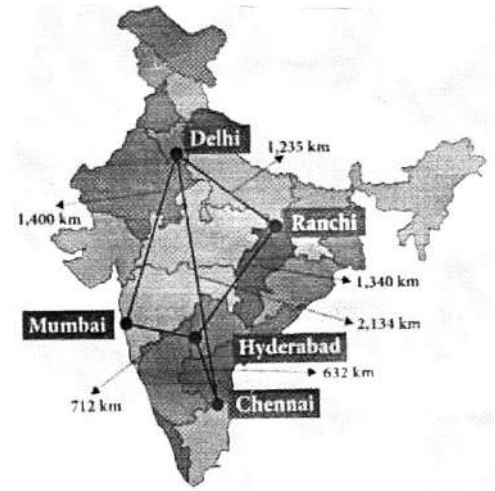 Delhi
1,235 km
1,400 km
Ranchi
1,340 km
Mumbai
2,134 km
Hyderabad
632 km
712 km
Chennai